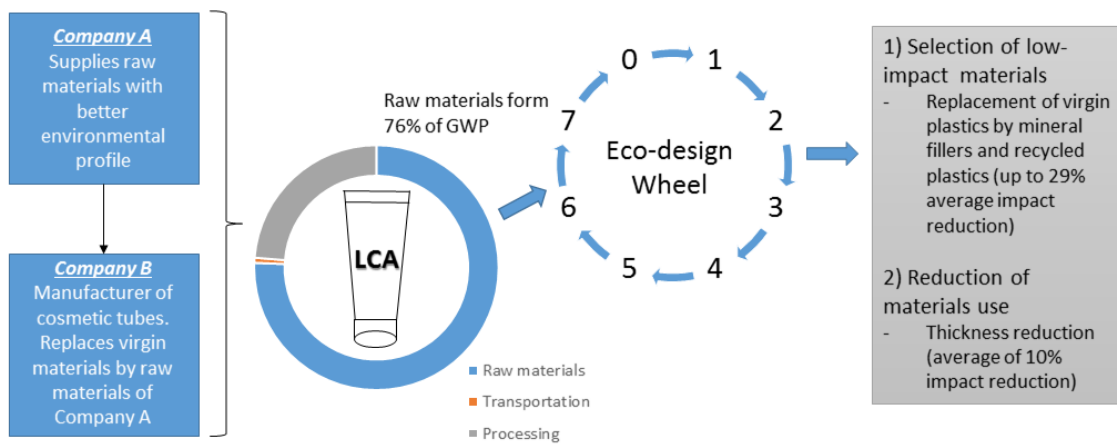 Company A
Supplies raw
materials with
better
environmental
profile
Company B
Manufacturer of
cosmetic tubes.
Replaces virgin
materials by raw
materials of
Company A
Raw materials form
76% of GWP
LCA
Raw materials
Transportation
Processing
0
1
2
3
4
5
6
7
Eco-design
Wheel
1) Selection of low-
impact materials
- Replacement of virgin
plastics by mineral
fillers and recycled
plastics (up to 29%
average impact
reduction)
2) Reduction of
materials use
- Thickness reduction
(average of 10%
impact reduction)